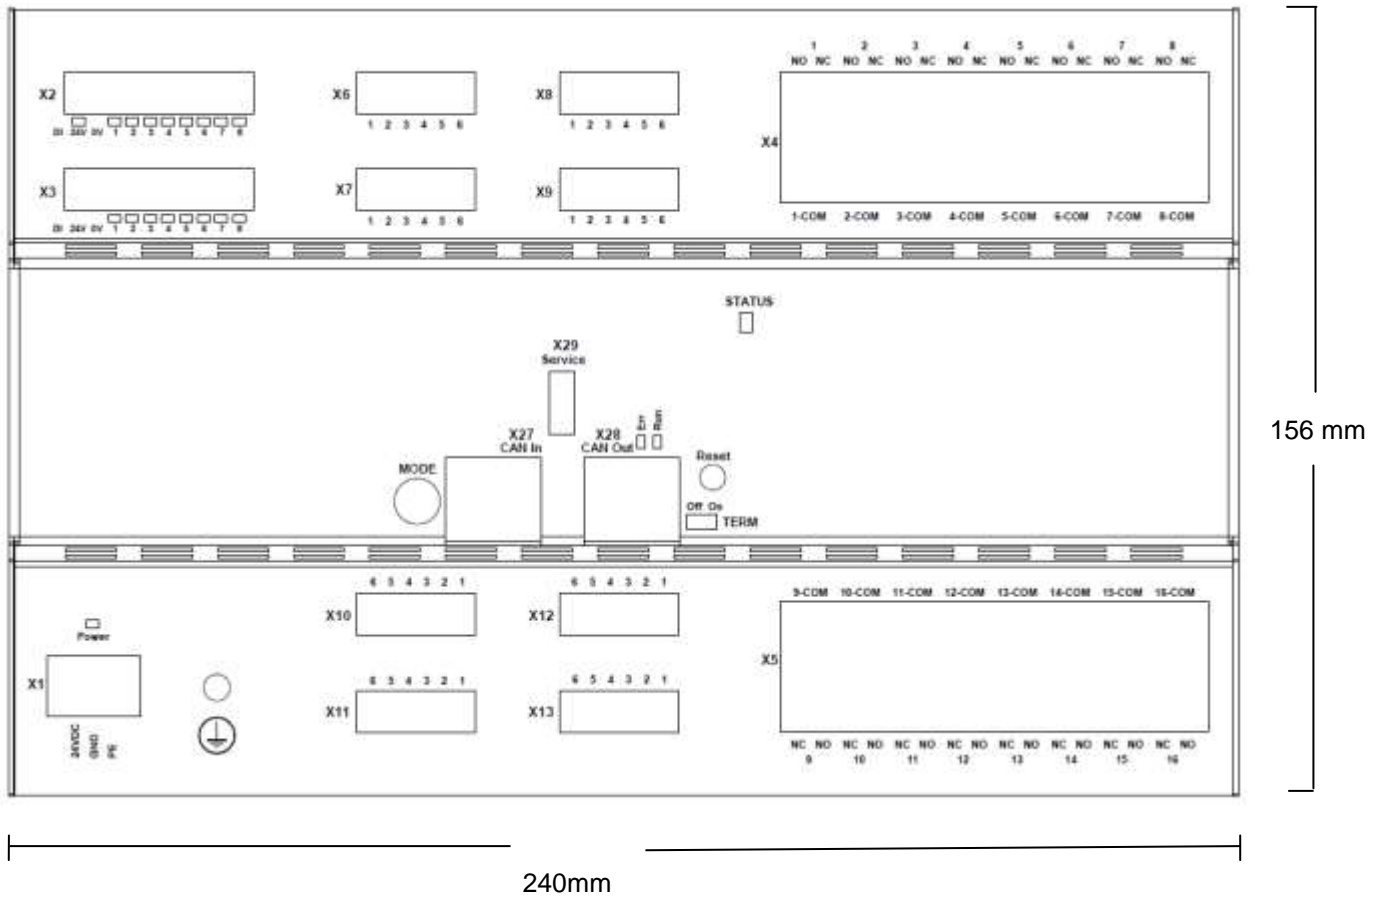 1 2 3 4 5 6 7 8
NO NC NO NC NO NC NO NC NO NC NO NC NO NC NO NC
X2
DI 24V 0V 1 2 3 4 5 6 7 8
X6
1 2 3 4 5 6
X8
1 2 3 4 5 6
X4
X3
DI 24V 0V 1 2 3 4 5 6 7 8
X7
1 2 3 4 5 6
X9
1 2 3 4 5 6
1-COM 2-COM 3-COM 4-COM 5-COM 6-COM 7-COM 8-COM
STATUS
X29
Service
X27
CAN In
X28
CAN Out
Err
Run
MODE
Reset
Off On
TERM
156 mm
6 5 4 3 2 1
X10
6 5 4 3 2 1
X12
9-COM 10-COM 11-COM 12-COM 13-COM 14-COM 15-COM 16-COM
Power
X1
24VDC
GND
PE
6 5 4 3 2 1
X11
6 5 4 3 2 1
X13
X5
NC NO NC NO NC NO NC NO NC NO NC NO NC NO NC NO
9 10 11 12 13 14 15 16
240mm